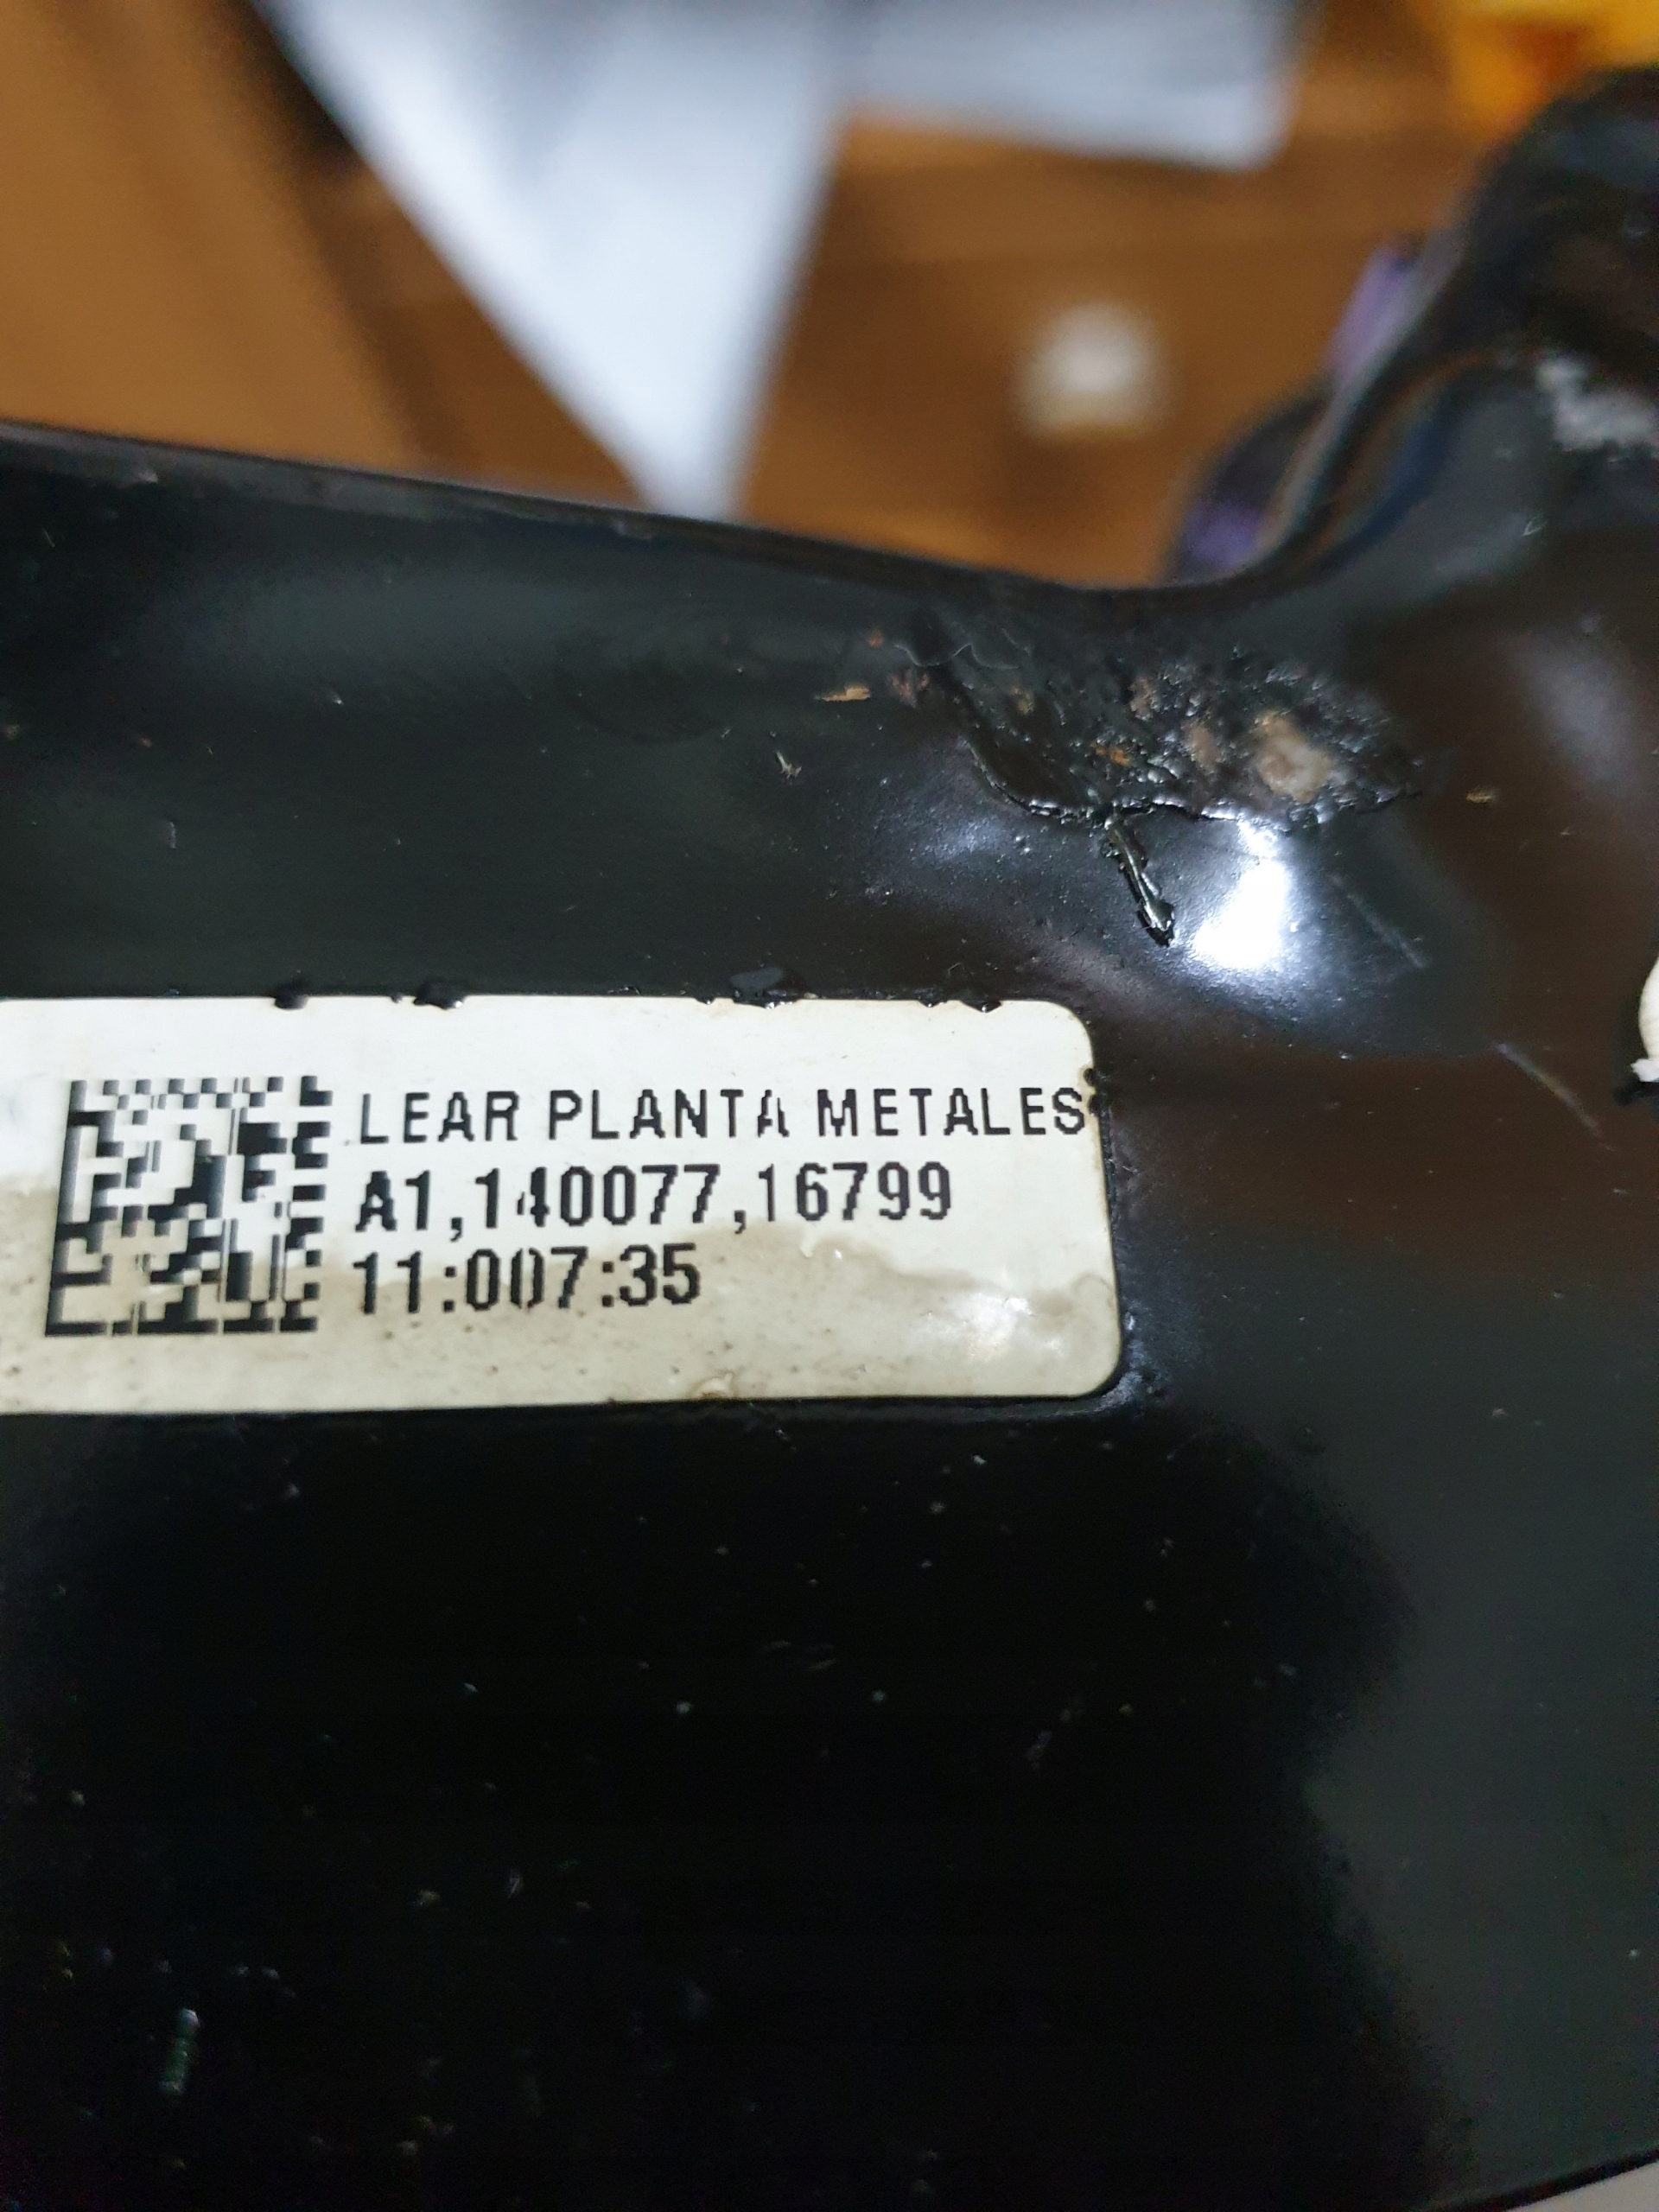 LEAR PLANTA METALES
A1,140077,16799
11:007:35